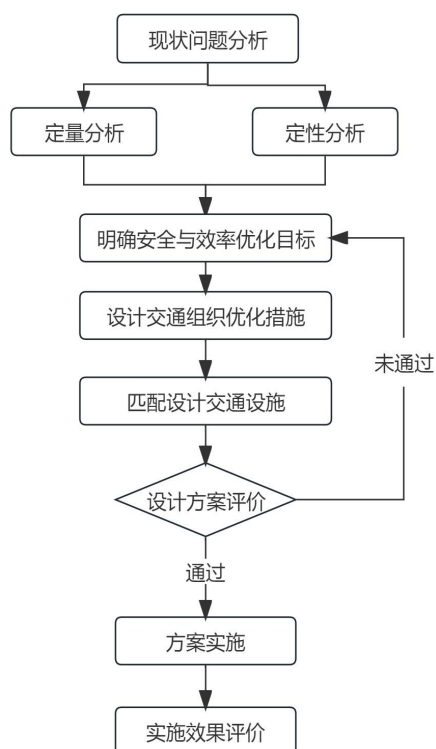 现状问题分析
定量分析
定性分析
明确安全与效率优化目标
设计交通组织优化措施
未通过
匹配设计交通设施
设计方案评价
通过
方案实施
实施效果评价